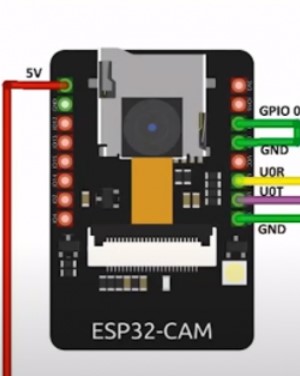 5V
GPIO 0
GND
U0R
U0T
GND
ESP32-CAM